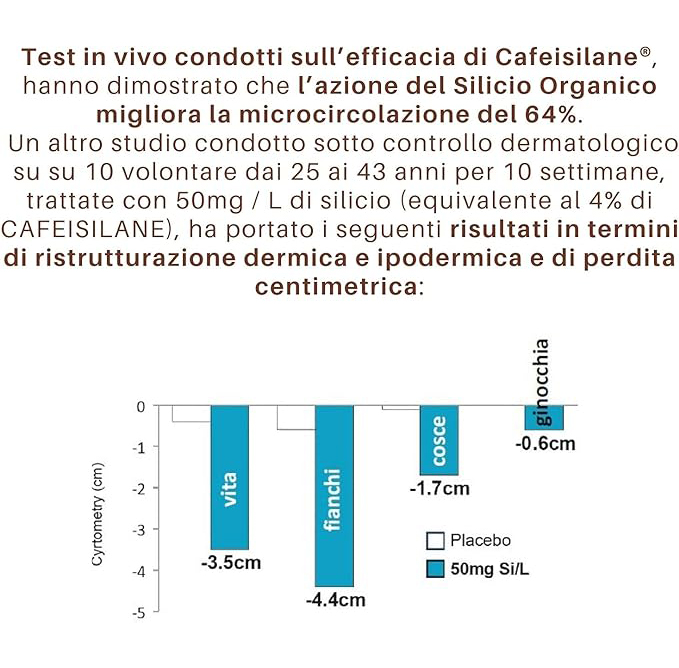 Test in vivo condotti sull'efficacia di Cafeisilane®,
hanno dimostrato che l'azione del Silicio Organico
migliora la microcircolazione del 64%.
Un altro studio condotto sotto controllo dermatologico
su su 10 volontare dai 25 ai 43 anni per 10 settimane,
trattate con 50mg / L di silicio (equivalente al 4% di
CAFEISILANE), ha portato i seguenti risultati in termini
di ristrutturazione dermica e ipodermica e di perdita
centimetrica:
ginocchia
0
-1
-2
-3
-4
-5
Cyrtometry (cm)
vita
-3.5cm
fianchi
-4.4cm
cosce
-1.7cm
-0.6cm
Placebo
50mg Si/L